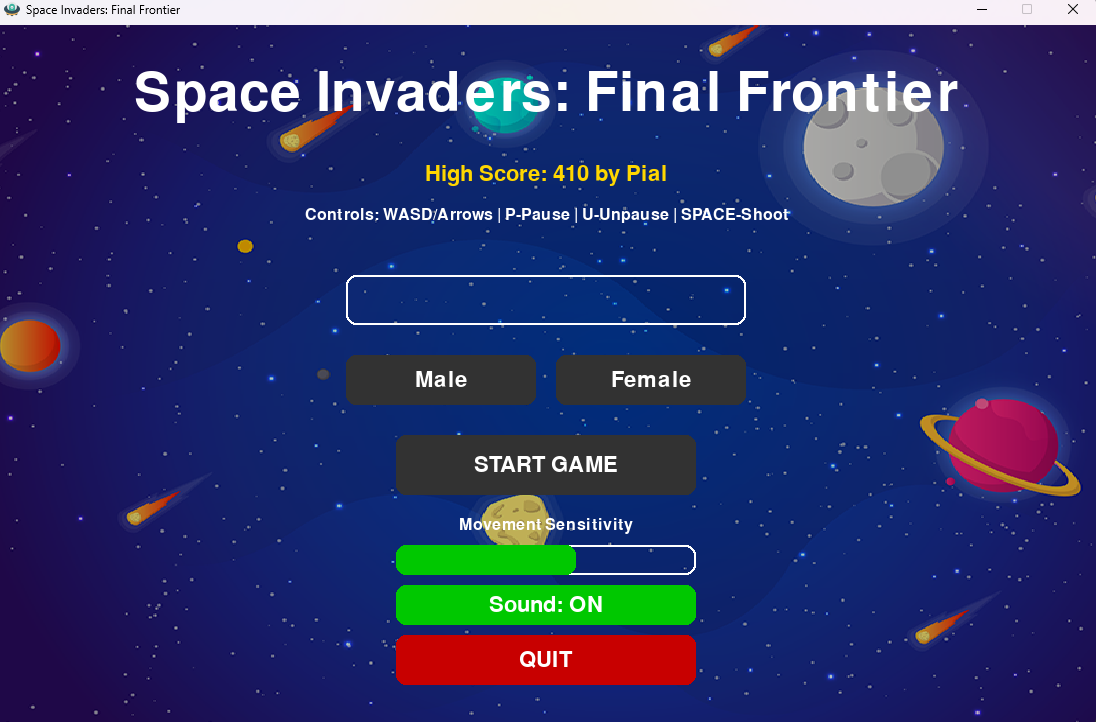 Space Invaders: Final Frontier
Space Invaders: Final Frontier
High Score: 410 by Pial
Controls: WASD/Arrows | P-Pause | U-Unpause | SPACE-Shoot
Male Female
START GAME
Movement Sensitivity
Sound: ON
QUIT